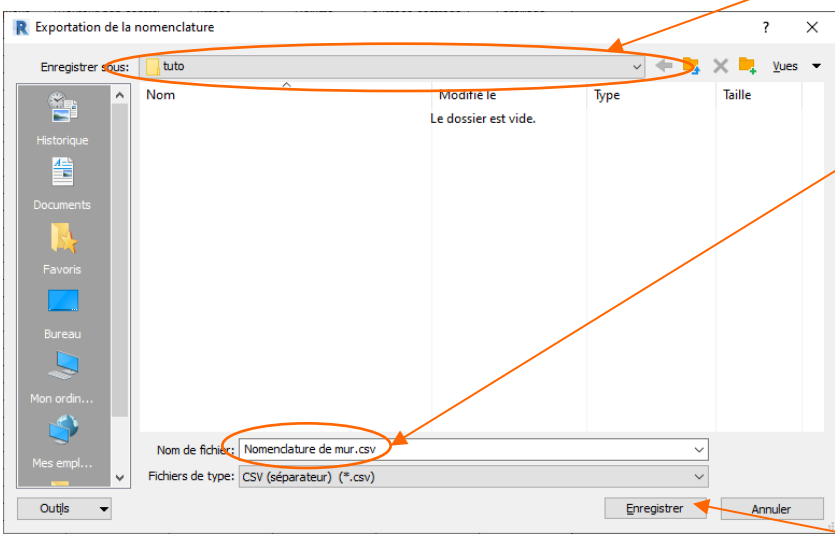 Exportation de la nomenclature
Enregistrer sous: tuto Vues
Nom Modifié le Type Taille
Le dossier est vide.
Historique
Documents
Favoris
Bureau
Mon ordin...
Mes empl...
Nom de fichier: Nomenclature de mur.csv
Fichiers de type: CSV (séparateur) (*.csv)
Outils Enregistrer Annuler